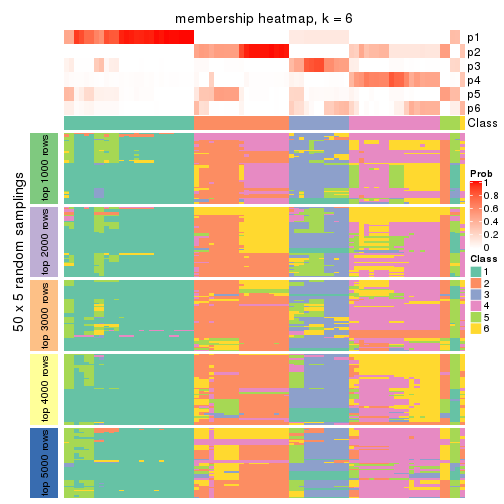 membership heatmap, k = 6
p1
p2
p3
p4
p5
p6
Class
50 x 5 random samplings
top 1000 rows
top 2000 rows
top 3000 rows
top 4000 rows
top 5000 rows
Prob
1
0.8
0.6
0.4
0.2
0
Class
1
2
3
4
5
6